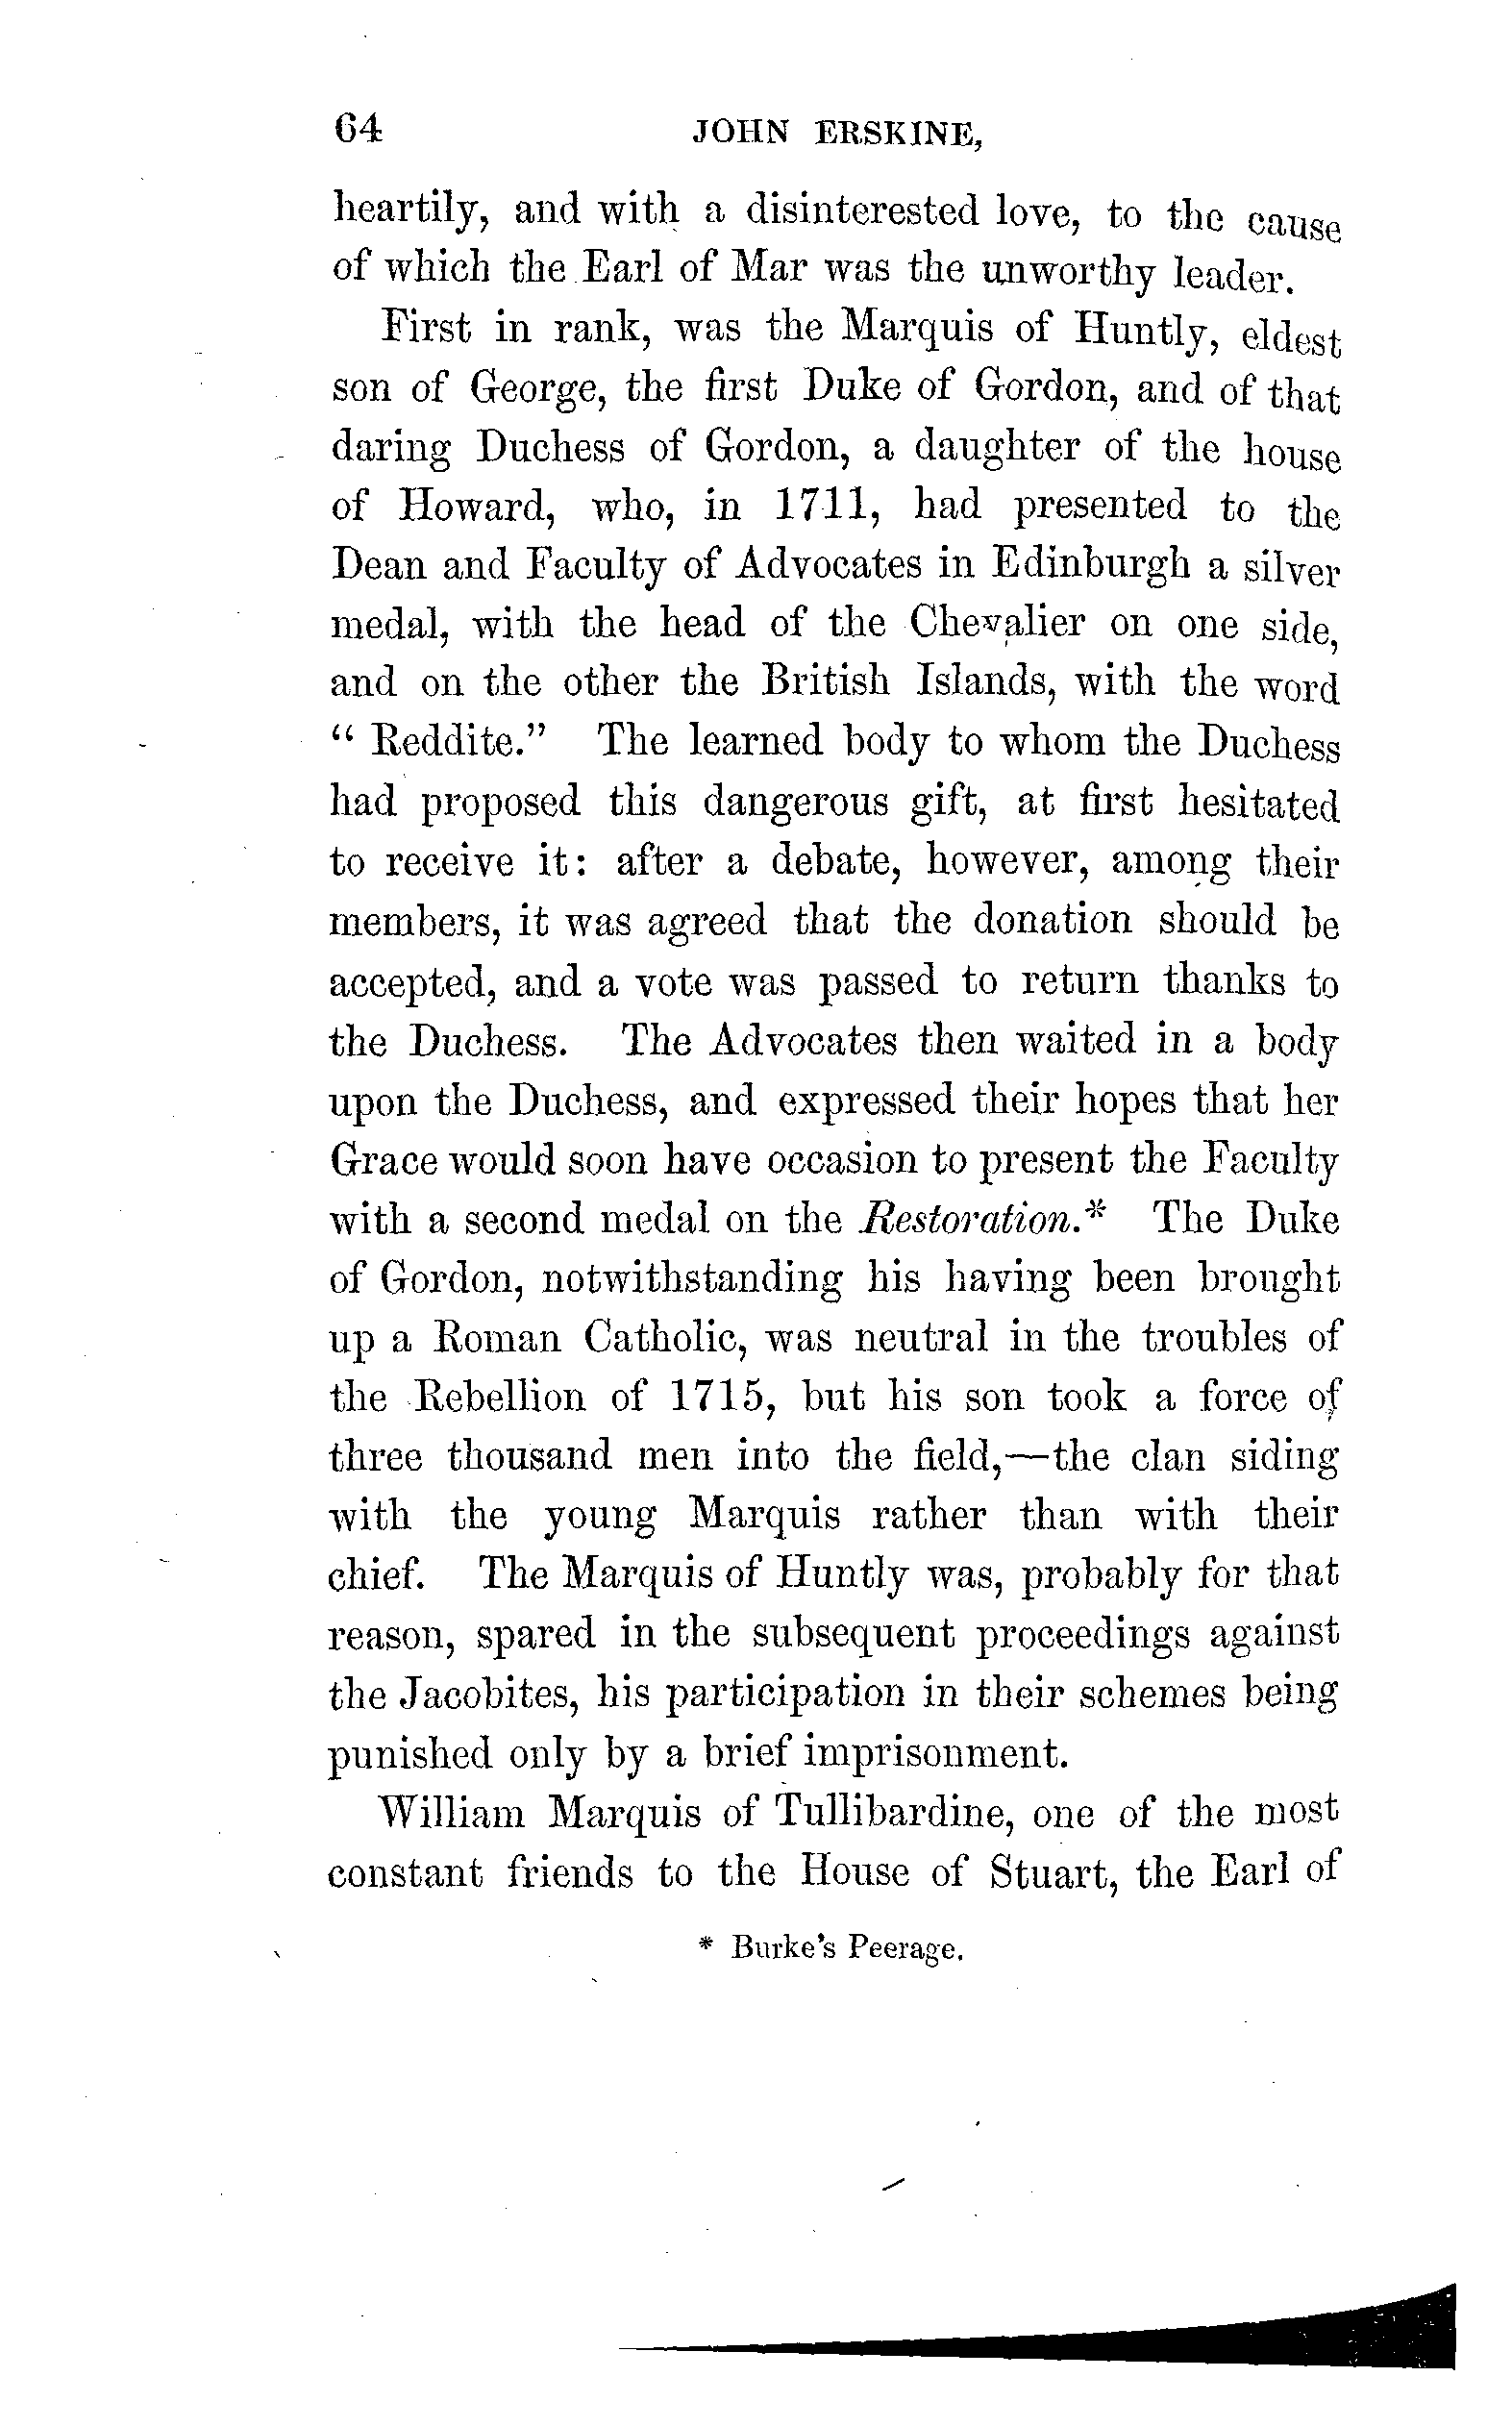 64 JOHN ERSKINE,
heartily, and with a disinterested love, to the cause
of which the Earl of Mar was the unworthy leader.
First in rank, was the Marquis of Huntly, eldest
son of George, the first Duke of Gordon, and of that
daring Duchess of Gordon, a daughter of the house
of Howard, who, in 1711, had presented to the
Dean and Faculty of Advocates in Edinburgh a silver
medal, with the head of the Chevalier on one side,
and on the other the British Islands, with the word
“ Reddite.” The learned body to whom the Duchess
had proposed this dangerous gift, at first hesitated
to receive it: after a debate, however, among their
members, it was agreed that the donation should be
accepted, and a vote was passed to return thanks to
the Duchess. The Advocates then waited in a body
upon the Duchess, and expressed their hopes that her
Grace would soon have occasion to present the Faculty
with a second medal on the Restoration.* The Duke
of Gordon, notwithstanding his having been brought
up a Roman Catholic, was neutral in the troubles of
the Rebellion of 1715, but his son took a force of
three thousand men into the field,—the clan siding
with the young Marquis rather than with their
chief. The Marquis of Huntly was, probably for that
reason, spared in the subsequent proceedings against
the Jacobites, his participation in their schemes being
punished only by a brief imprisonment.
William Marquis of Tullibardine, one of the most
constant friends to the House of Stuart, the Earl of
* Burke's Peerage.